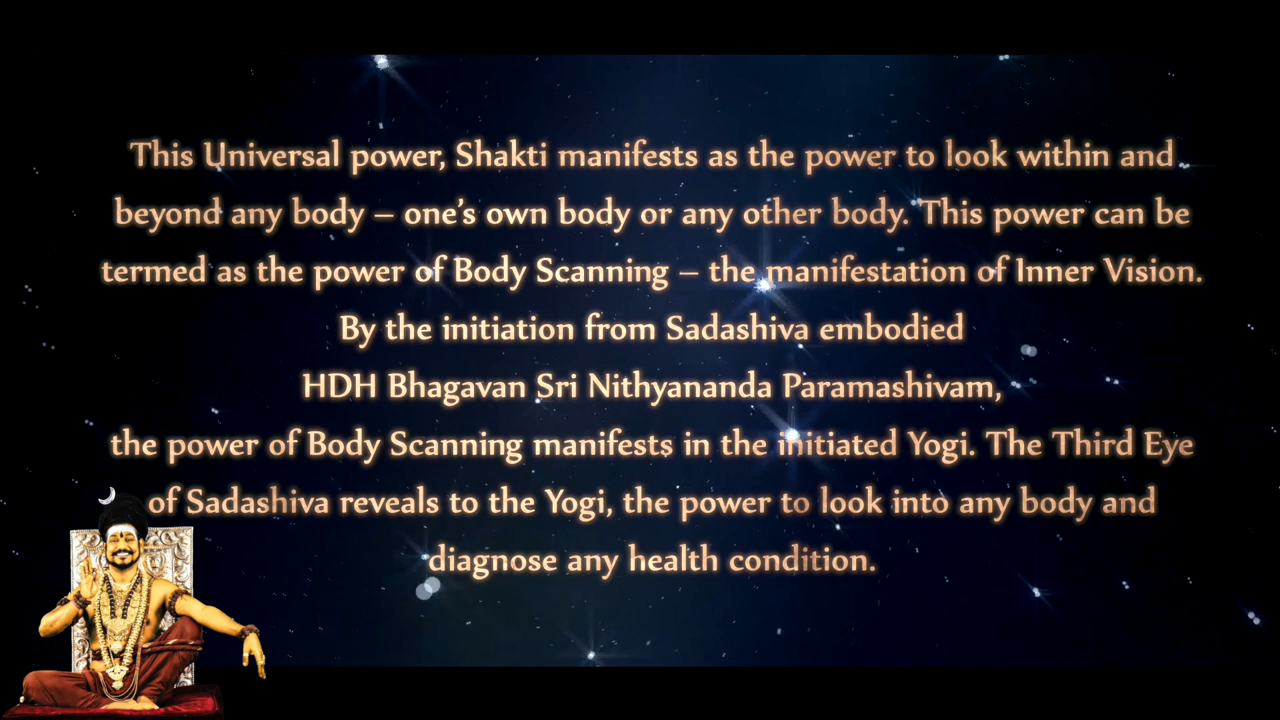 This Universal power, Shakti manifests as the power to look within and
beyond any body – one's own body or any other body. This power can be
termed as the power of Body Scanning – the manifestation of Inner Vision.
By the initiation from Sadashiva embodied
HDH Bhagavan Sri Nithyananda Paramashivam,
the power of Body Scanning manifests in the initiated Yogi. The Third Eye
of Sadashiva reveals to the Yogi, the power to look into any body and
diagnose any health condition.